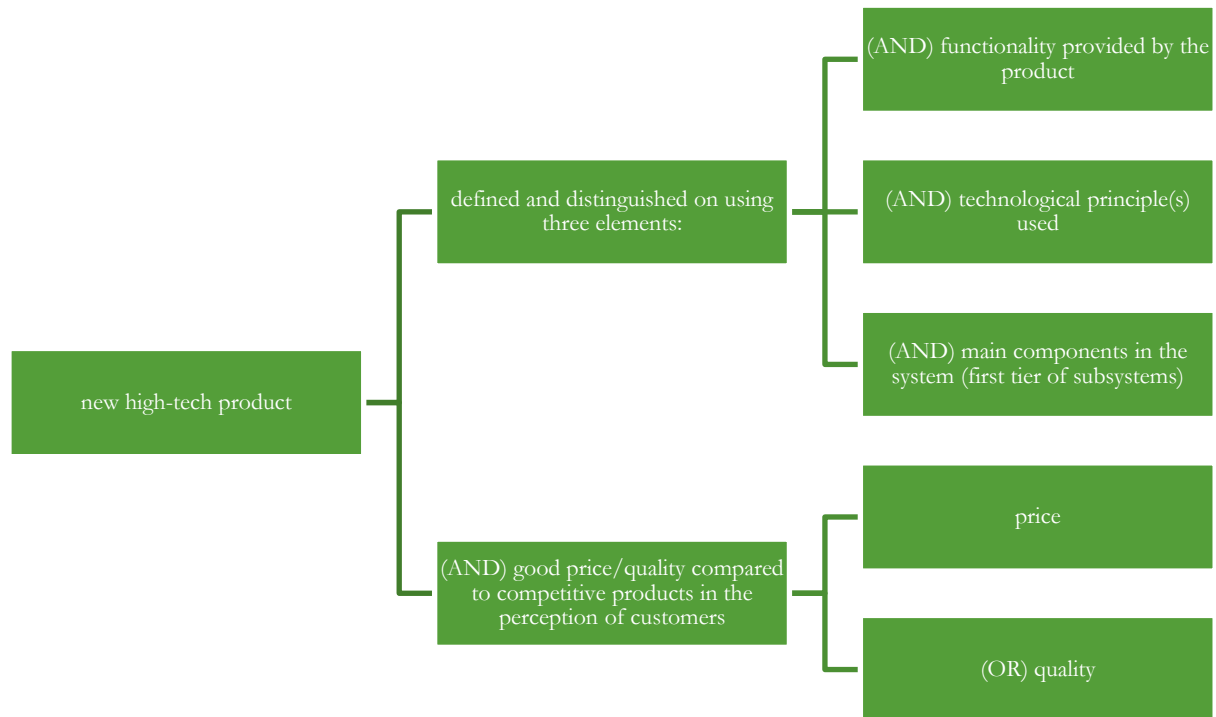 new high-tech product
defined and distinguished on using
three elements:
(AND) functionality provided by the
product
(AND) technological principle(s)
used
(AND) main components in the
system (first tier of subsystems)
(AND) good price/quality compared
to competitive products in the
perception of customers
price
(OR) quality